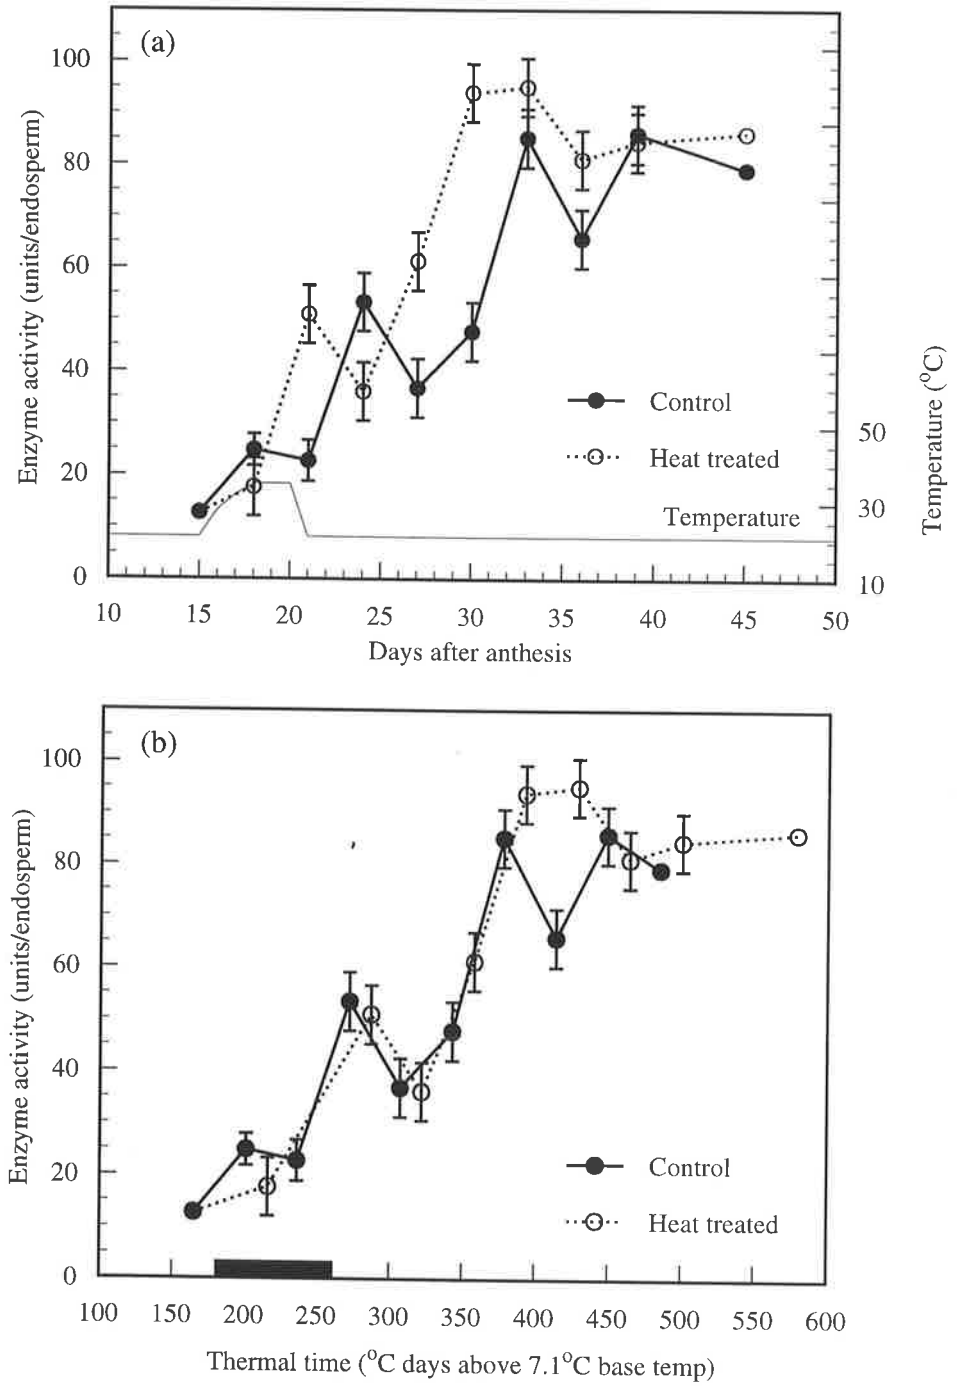 (a)
100
80
60
40
20
0
Enzyme activity (units/endosperm)
Control
Heat treated
Temperature
50
30
10
Temperature (°C)
10 15 20 25 30 35 40 45 50
Days after anthesis
(b)
100
80
60
40
20
0
Enzyme activity (units/endosperm)
Control
Heat treated
100 150 200 250 300 350 400 450 500 550 600
Thermal time (°C days above 7.1°C base temp)